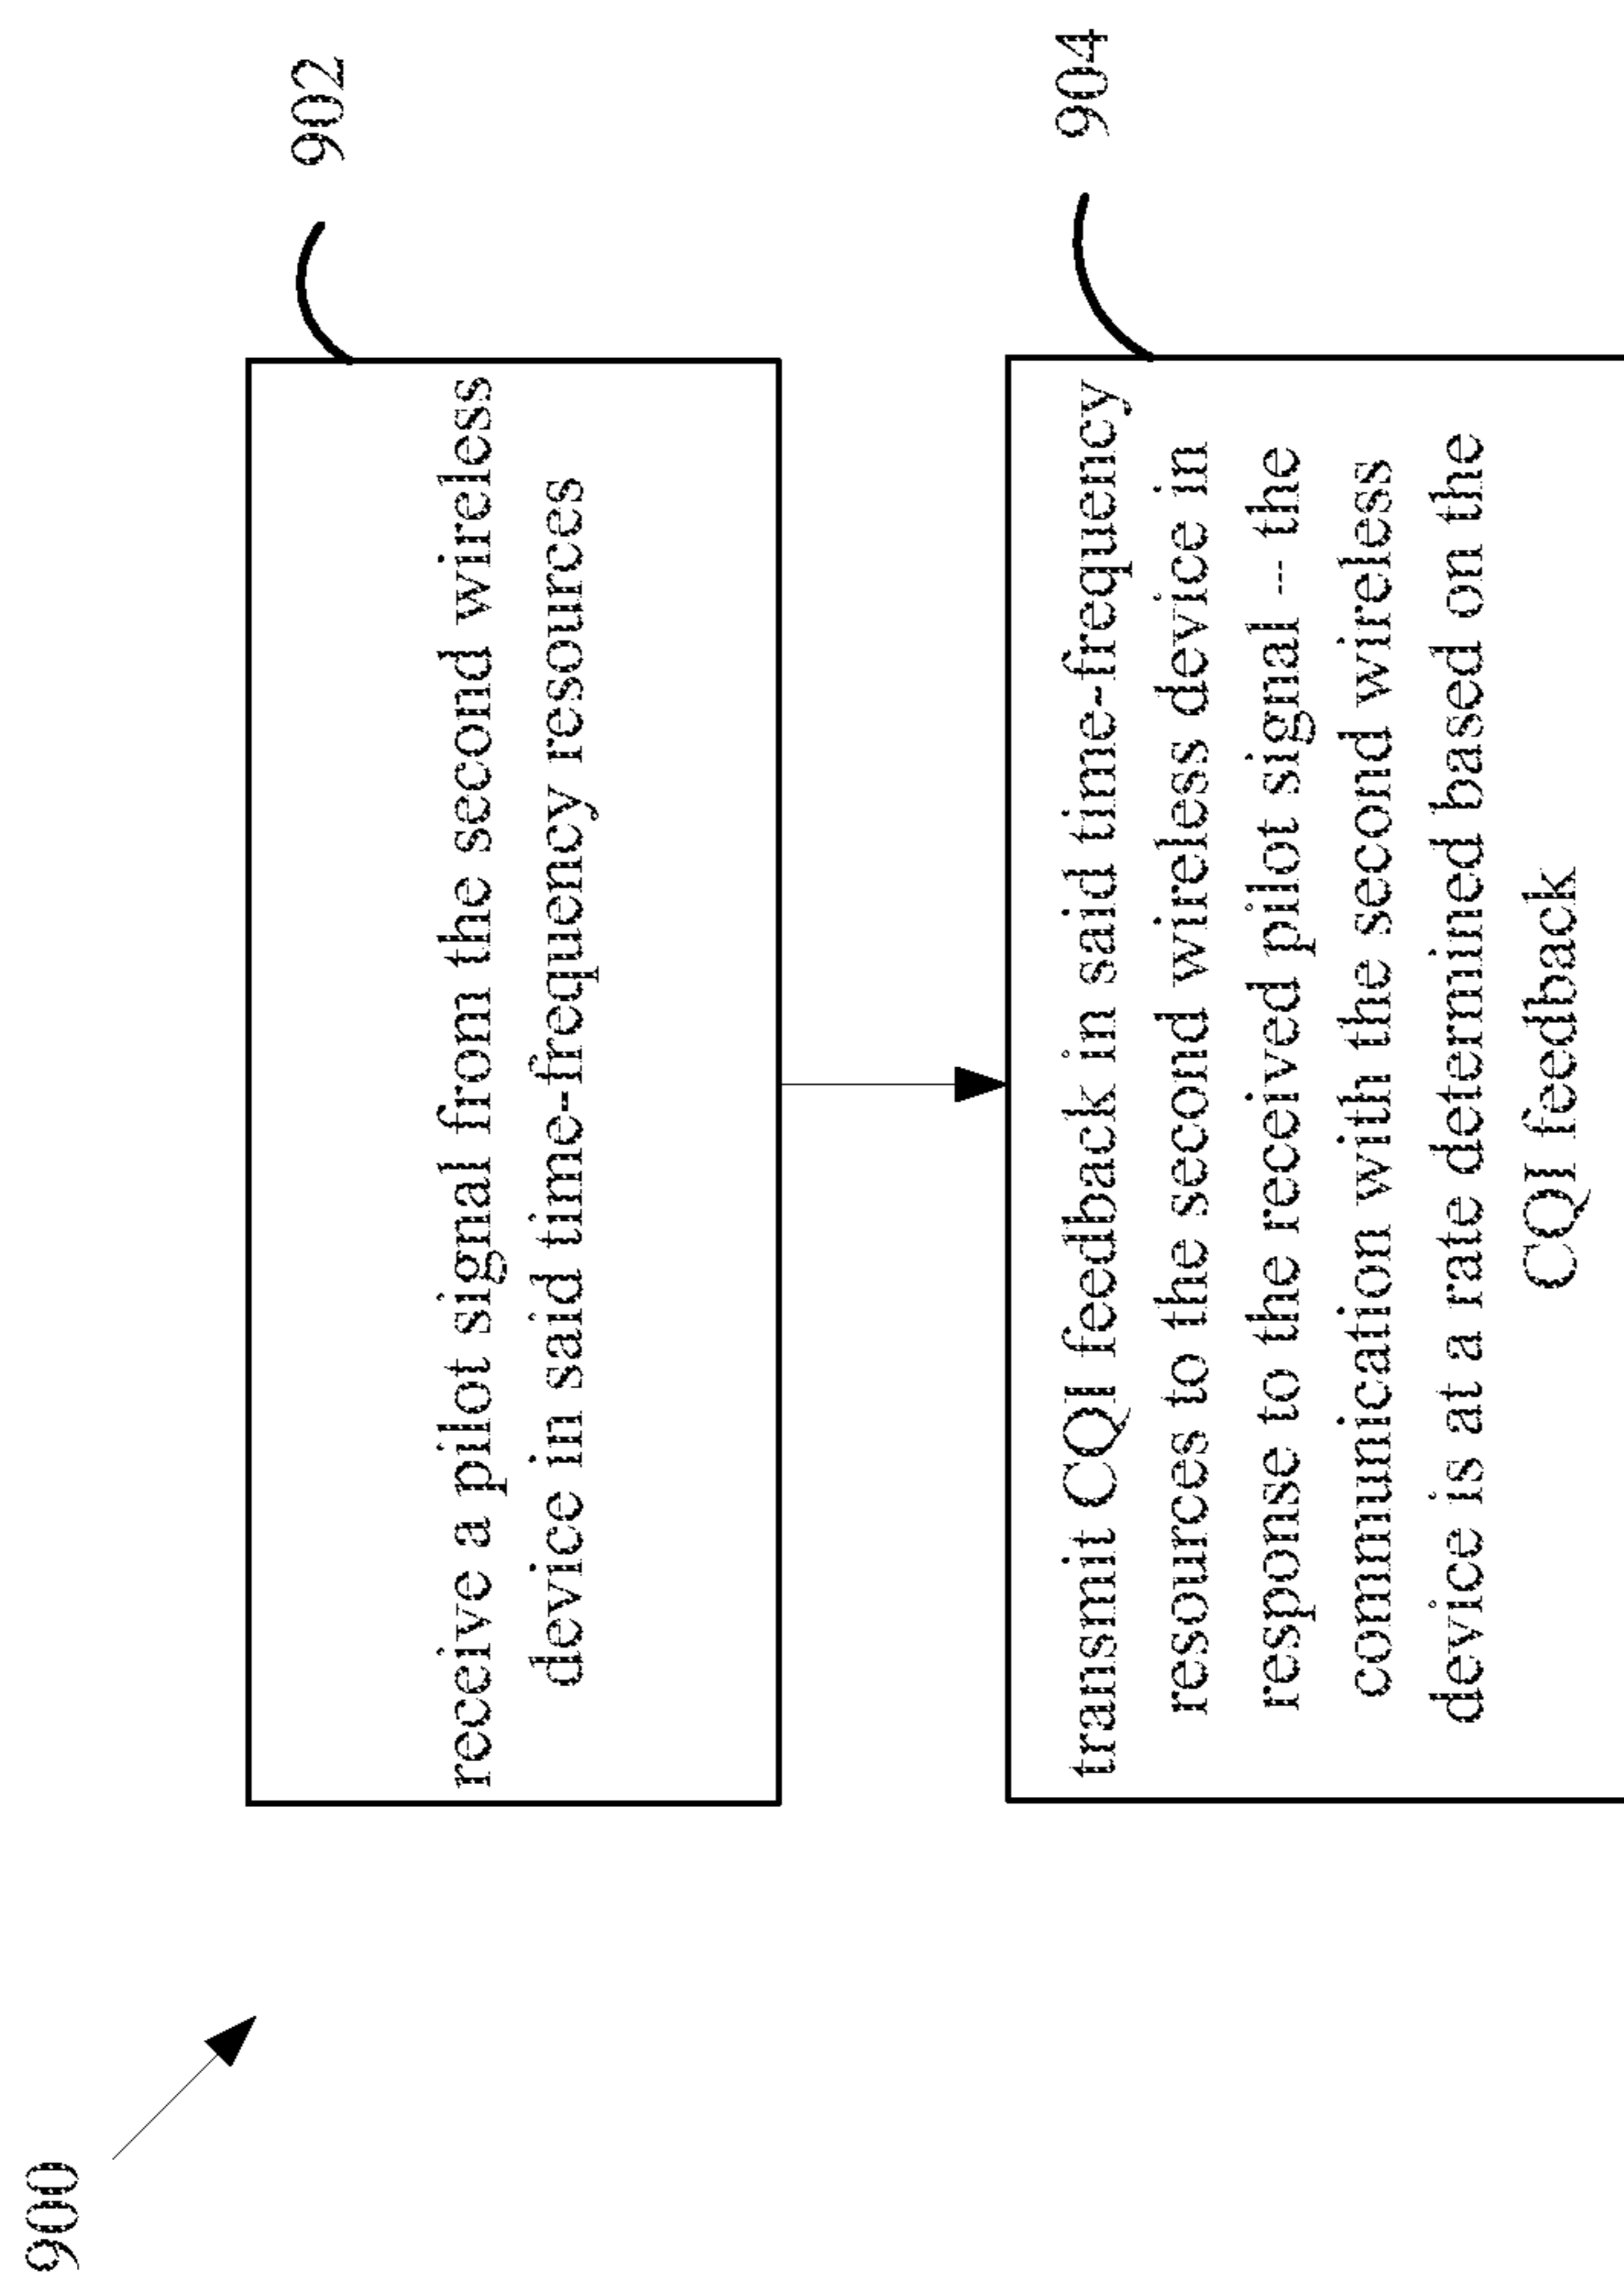 900
902
receive a pilot signal from the second wireless
device in said time-frequency resources
904
transmit CQI feedback in said time-frequency
resources to the second wireless device in
response to the received pilot signal -- the
communication with the second wireless
device is at a rate determined based on the
CQI feedback